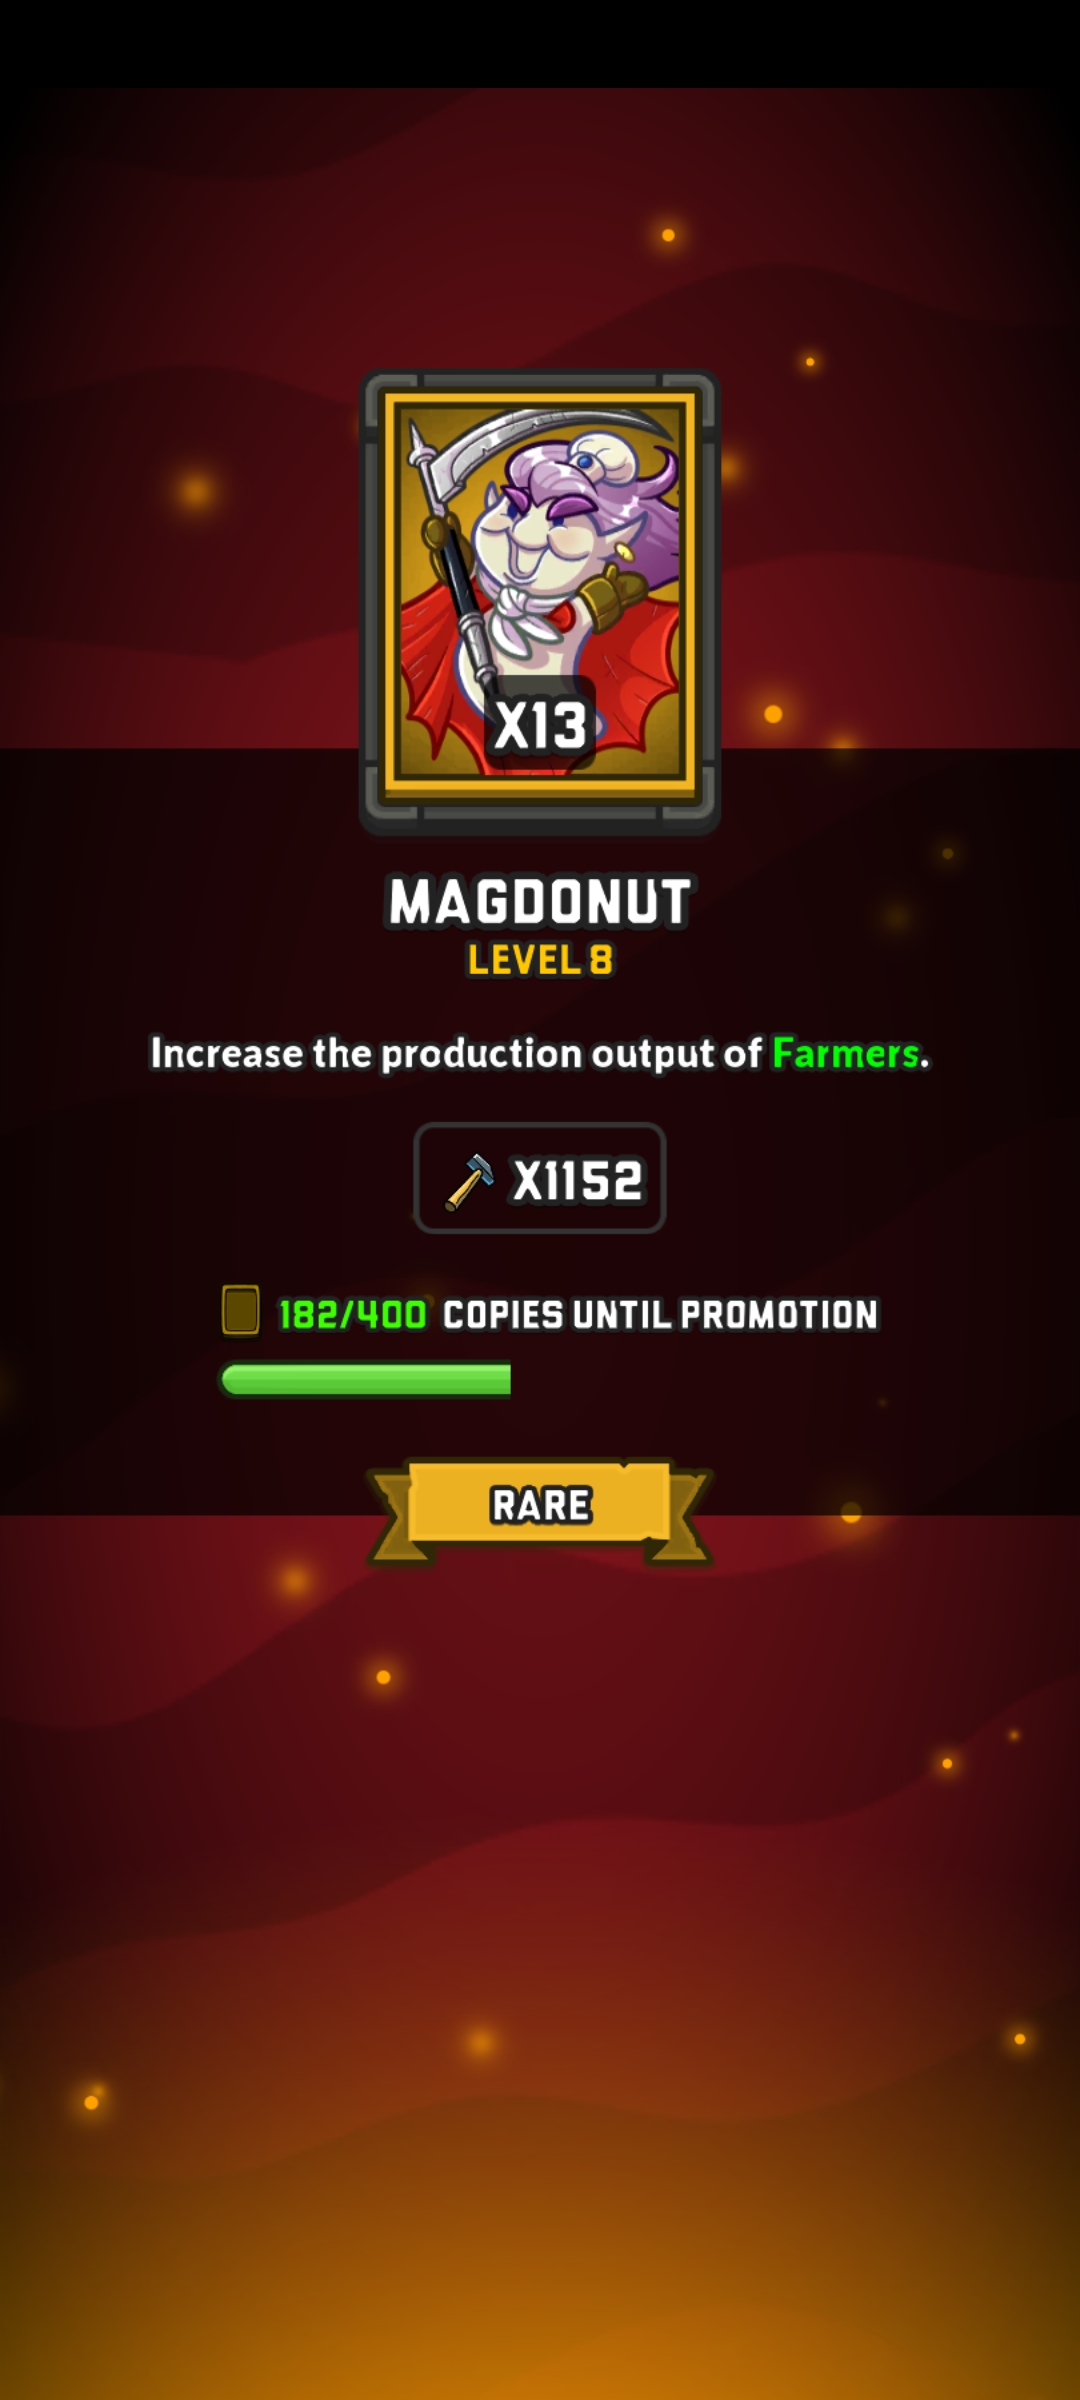 X13
MAGDONUT
LEVEL 8
Increase the production output of Farmers.
X1152
182/400 COPIES UNTIL PROMOTION
RARE